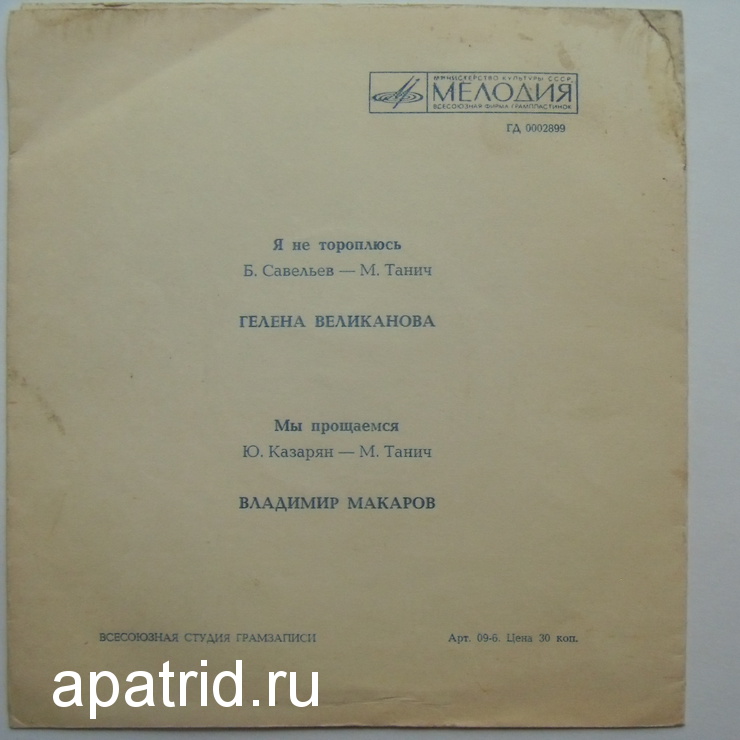 МИНИСТЕРСТВО КУЛЬТУРЫ СССР,
МЕЛОДИЯ
ВСЕСОЮЗНАЯ ФИРМА ГРАМПЛАСТИНОК
ГД 0002899
Я не тороплюсь
Б. Савельев — М. Танич
ГЕЛЕНА ВЕЛИКАНОВА
Мы прощаемся
Ю. Казарян — М. Танич
ВЛАДИМИР МАКАРОВ
ВСЕСОЮЗНАЯ СТУДИЯ ГРАМЗАПИСИ
Арт. 09-6. Цена 30 коп.
apatrid.ru